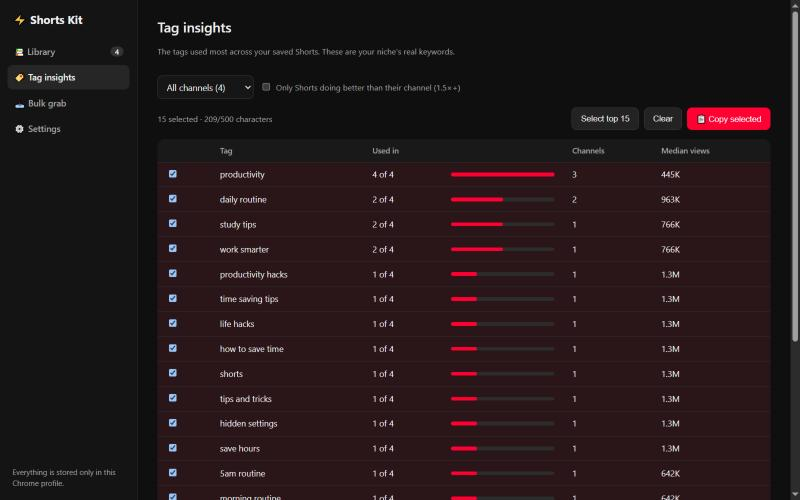 Shorts Kit
Library 4
Tag insights
Bulk grab
Settings
Everything is stored only in this
Chrome profile.
Tag insights
The tags used most across your saved Shorts. These are your niche's real keywords.
All channels (4) Only Shorts doing better than their channel (1.5×+)
15 selected · 209/500 characters Select top 15 Clear Copy selected
Tag Used in Channels Median views
productivity 4 of 4 3 445K
daily routine 2 of 4 2 963K
study tips 2 of 4 1 766K
work smarter 2 of 4 1 766K
productivity hacks 1 of 4 1 1.3M
time saving tips 1 of 4 1 1.3M
life hacks 1 of 4 1 1.3M
how to save time 1 of 4 1 1.3M
shorts 1 of 4 1 1.3M
tips and tricks 1 of 4 1 1.3M
hidden settings 1 of 4 1 1.3M
save hours 1 of 4 1 1.3M
5am routine 1 of 4 1 642K
morning routine 1 of 4 1 642K